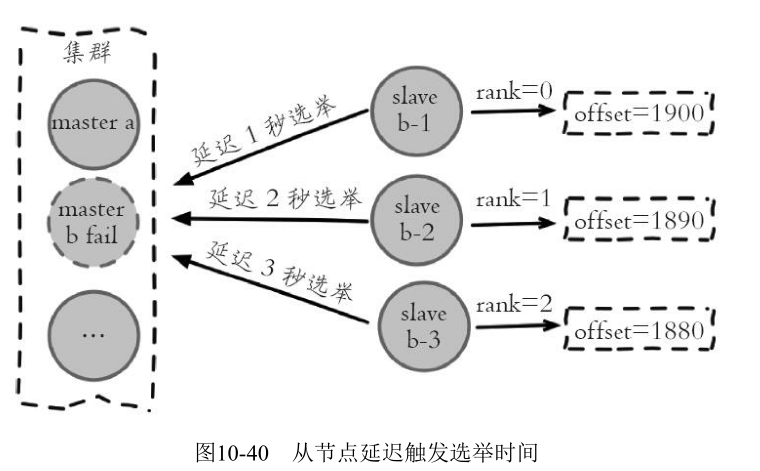 集群
master a
master
b fail
...
延迟 1 秒选举
延迟 2 秒选举
延迟 3 秒选举
slave
b-1
rank=0
offset=1900
slave
b-2
rank=1
offset=1890
slave
b-3
rank=2
offset=1880
图10-40 从节点延迟触发选举时间